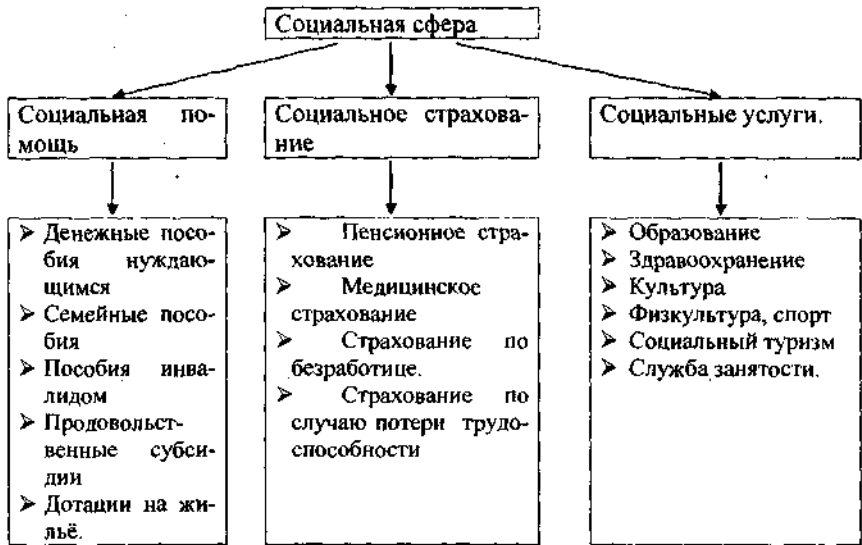 Социальная сфера
Социальная по-
мощь
Социальное страхова-
ние
Социальные услуги.
➢ Денежные посо-
бия нуждаю-
щимся
➢ Семейные посо-
бия
➢ Пособия инва-
лидом
➢ Продовольст-
венные субси-
дии
➢ Дотации на жи-
льё.
➢ Пенсионное стра-
хование
➢ Медицинское
страхование
➢ Страхование по
безработице.
➢ Страхование по
случаю потери трудо-
способности
➢ Образование
➢ Здравоохранение
➢ Культура
➢ Физкультура, спорт
➢ Социальный туризм
➢ Служба занятости.